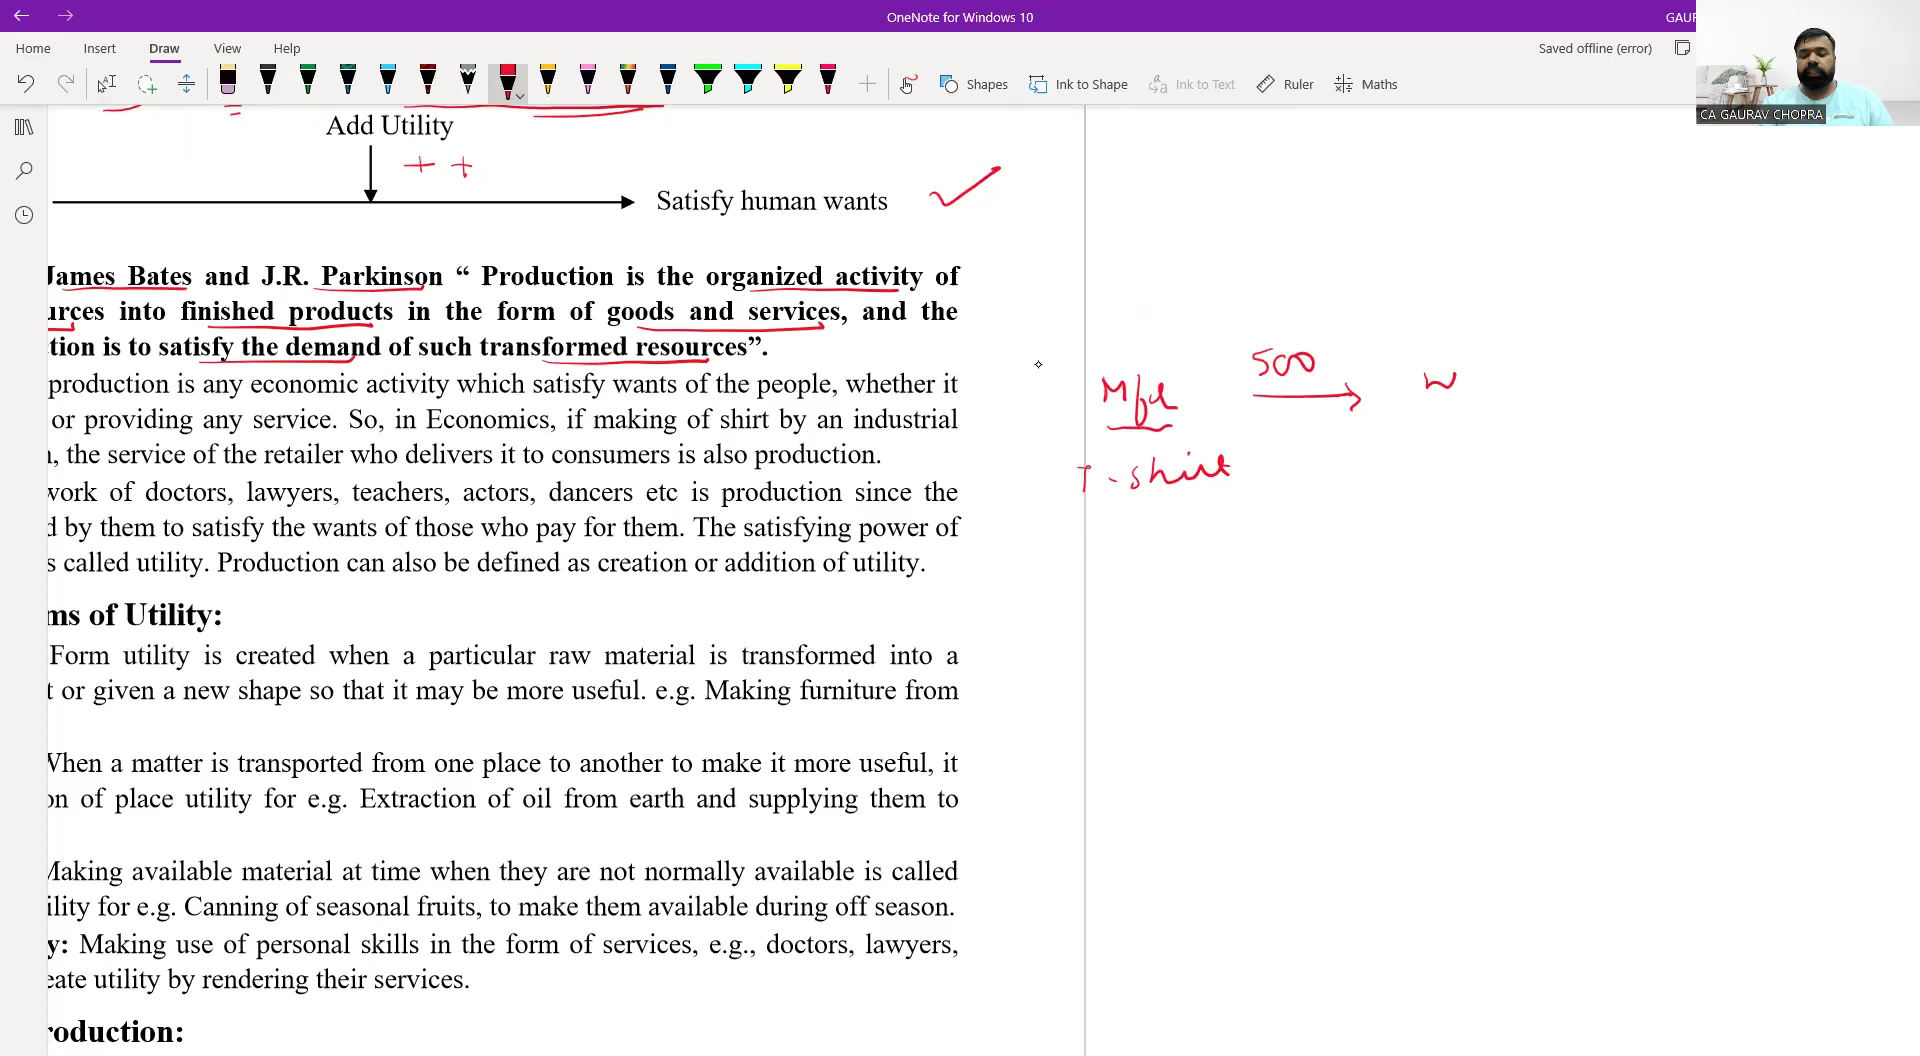 OneNote for Windows 10
GAUR
Home Insert Draw View Help
Saved offline (error)
Shapes Ink to Shape Ink to Text Ruler Maths
CA GAURAV CHOPRA
Add Utility
+ +
Satisfy human wants
James Bates and J.R. Parkinson “ Production is the organized activity of
urces into finished products in the form of goods and services, and the
tion is to satisfy the demand of such transformed resources”.
production is any economic activity which satisfy wants of the people, whether it
or providing any service. So, in Economics, if making of shirt by an industrial
, the service of the retailer who delivers it to consumers is also production.
work of doctors, lawyers, teachers, actors, dancers etc is production since the
d by them to satisfy the wants of those who pay for them. The satisfying power of
s called utility. Production can also be defined as creation or addition of utility.
500
Mfd W
T-shirt
ms of Utility:
Form utility is created when a particular raw material is transformed into a
t or given a new shape so that it may be more useful. e.g. Making furniture from
When a matter is transported from one place to another to make it more useful, it
on of place utility for e.g. Extraction of oil from earth and supplying them to
Making available material at time when they are not normally available is called
ility for e.g. Canning of seasonal fruits, to make them available during off season.
y: Making use of personal skills in the form of services, e.g., doctors, lawyers,
eate utility by rendering their services.
roduction: